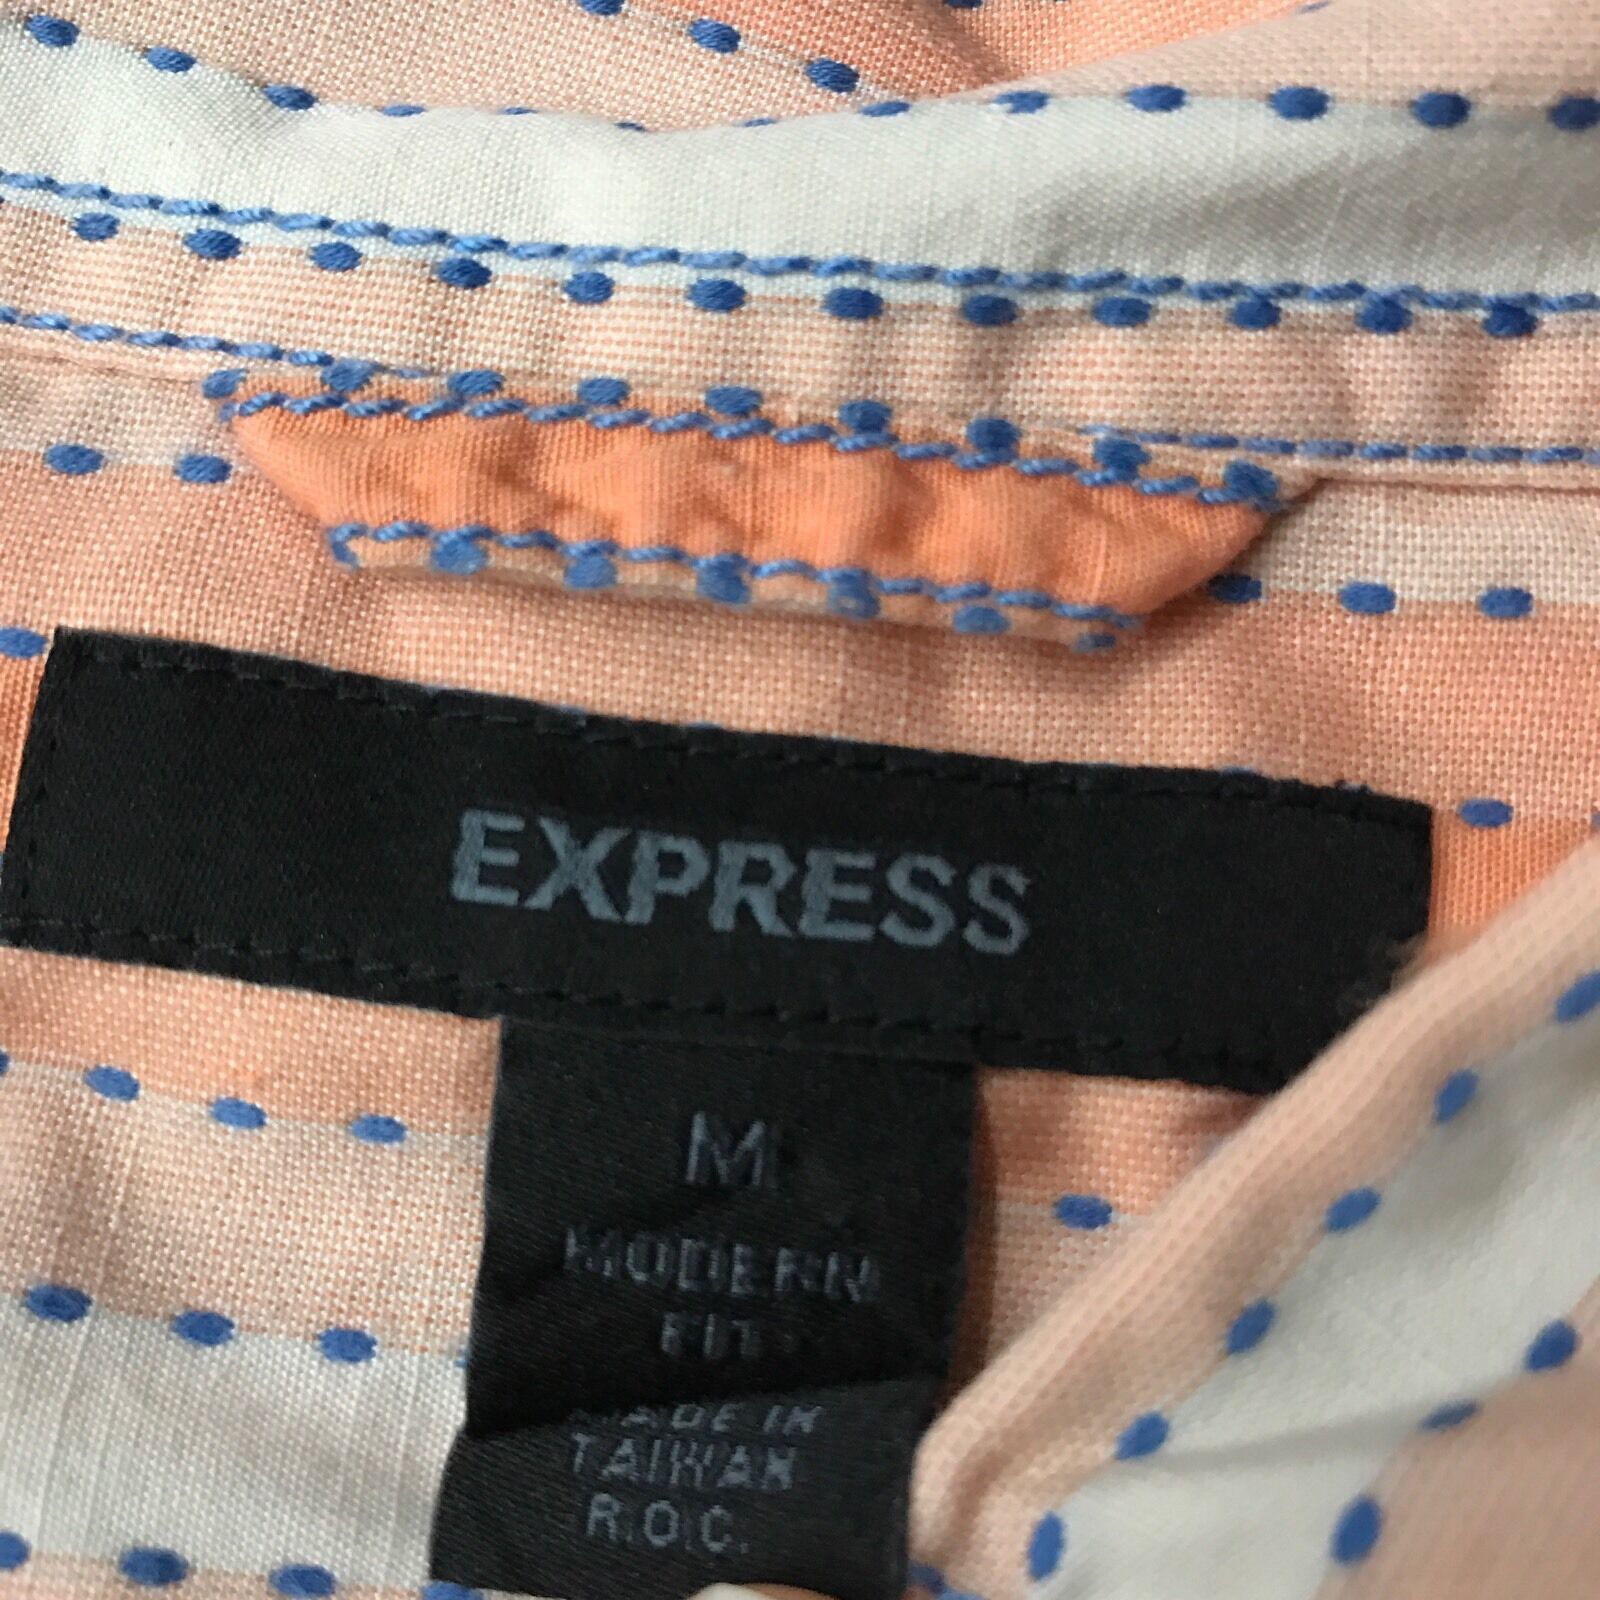 EXPRESS
M
MODERN
FIT
MADE IN
TAIWAN
R.O.C.